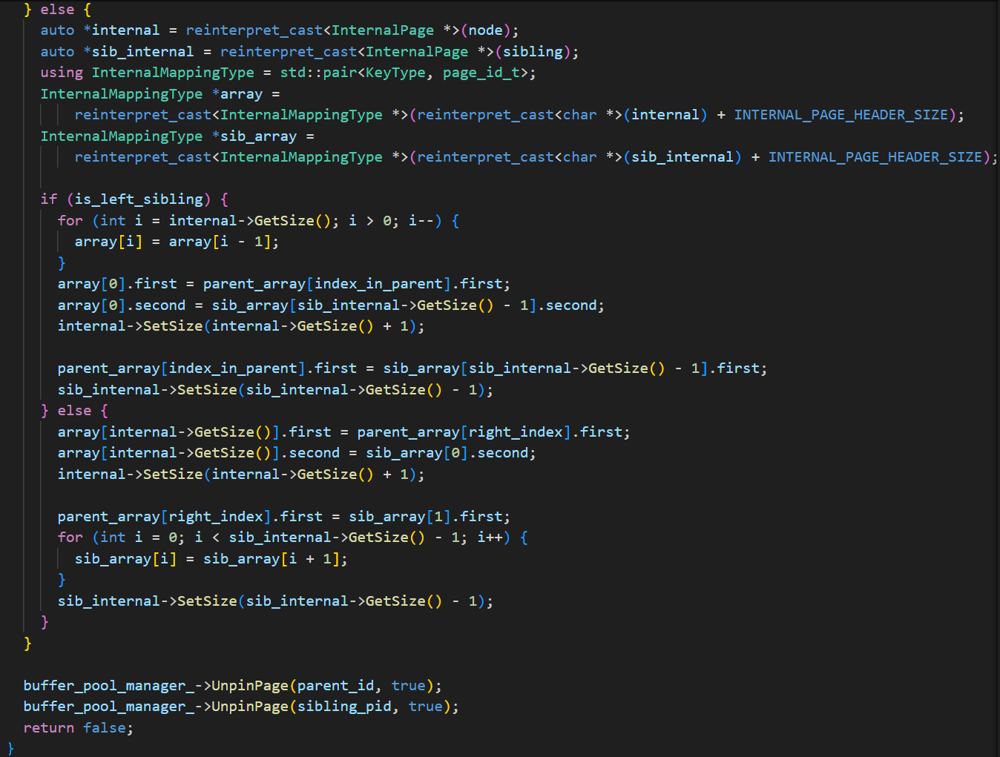 } else {
auto *internal = reinterpret_cast<InternalPage *>(node);
auto *sib_internal = reinterpret_cast<InternalPage *>(sibling);
using InternalMappingType = std::pair<KeyType, page_id_t>;
InternalMappingType *array =
reinterpret_cast<InternalMappingType *>(reinterpret_cast<char *>(internal) + INTERNAL_PAGE_HEADER_SIZE);
InternalMappingType *sib_array =
reinterpret_cast<InternalMappingType *>(reinterpret_cast<char *>(sib_internal) + INTERNAL_PAGE_HEADER_SIZE);
if (is_left_sibling) {
for (int i = internal->GetSize(); i > 0; i--) {
array[i] = array[i - 1];
}
array[0].first = parent_array[index_in_parent].first;
array[0].second = sib_array[sib_internal->GetSize() - 1].second;
internal->SetSize(internal->GetSize() + 1);
parent_array[index_in_parent].first = sib_array[sib_internal->GetSize() - 1].first;
sib_internal->SetSize(sib_internal->GetSize() - 1);
} else {
array[internal->GetSize()].first = parent_array[right_index].first;
array[internal->GetSize()].second = sib_array[0].second;
internal->SetSize(internal->GetSize() + 1);
parent_array[right_index].first = sib_array[1].first;
for (int i = 0; i < sib_internal->GetSize() - 1; i++) {
sib_array[i] = sib_array[i + 1];
}
sib_internal->SetSize(sib_internal->GetSize() - 1);
}
}
buffer_pool_manager_->UnpinPage(parent_id, true);
buffer_pool_manager_->UnpinPage(sibling_pid, true);
return false;
}